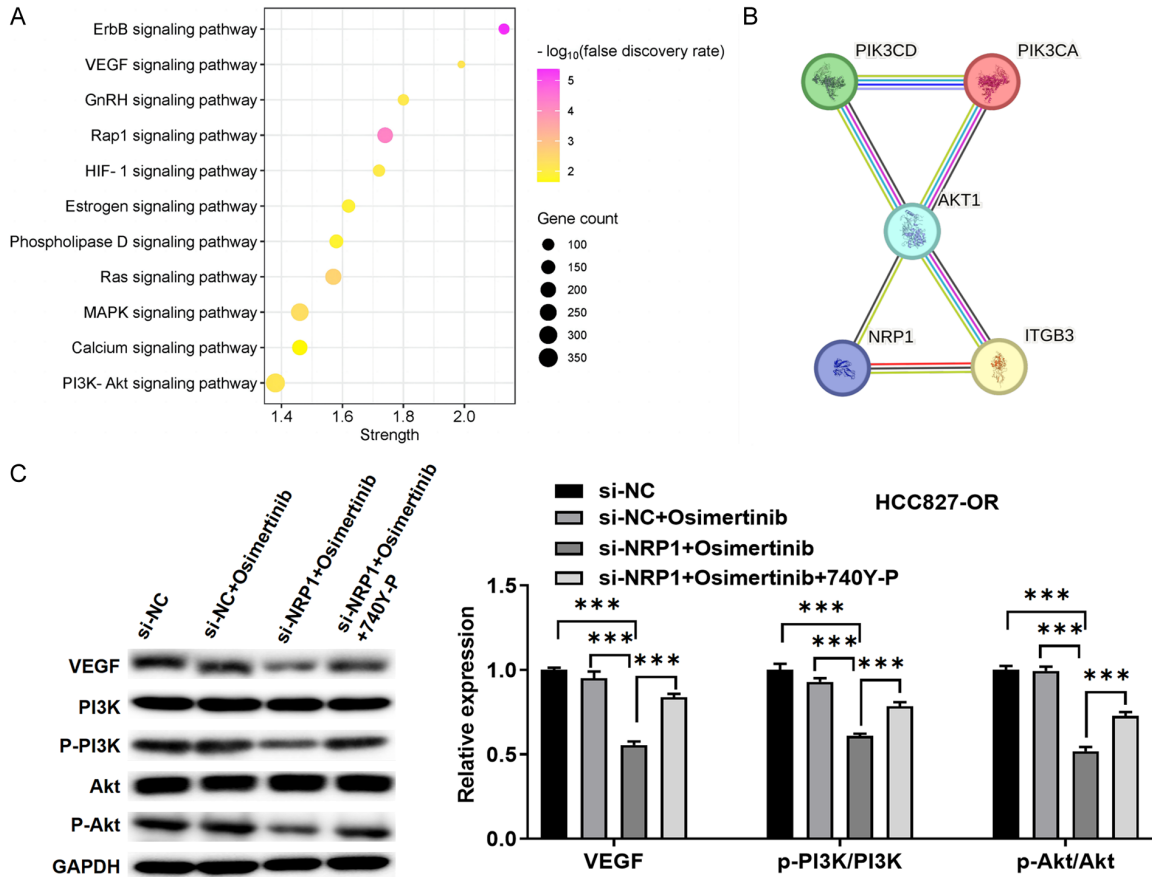 A
ErbB signaling pathway
VEGF signaling pathway
GnRH signaling pathway
Rap1 signaling pathway
HIF- 1 signaling pathway
Estrogen signaling pathway
Phospholipase D signaling pathway
Ras signaling pathway
MAPK signaling pathway
Calcium signaling pathway
PI3K- Akt signaling pathway
1.4 1.6 1.8 2.0
Strength
- log10(false discovery rate)
5
4
3
2
Gene count
100
150
200
250
300
350
B
PIK3CD
PIK3CA
AKT1
NRP1
ITGB3
C
si-NC
si-NC+Osimertinib
si-NRP1+Osimertinib
si-NRP1+Osimertinib
+740Y-P
VEGF
PI3K
P-PI3K
Akt
P-Akt
GAPDH
si-NC
si-NC+Osimertinib
si-NRP1+Osimertinib
si-NRP1+Osimertinib+740Y-P
HCC827-OR
Relative expression
1.5
1.0
0.5
0.0
***
***
***
***
***
***
***
***
***
VEGF
p-PI3K/PI3K
p-Akt/Akt